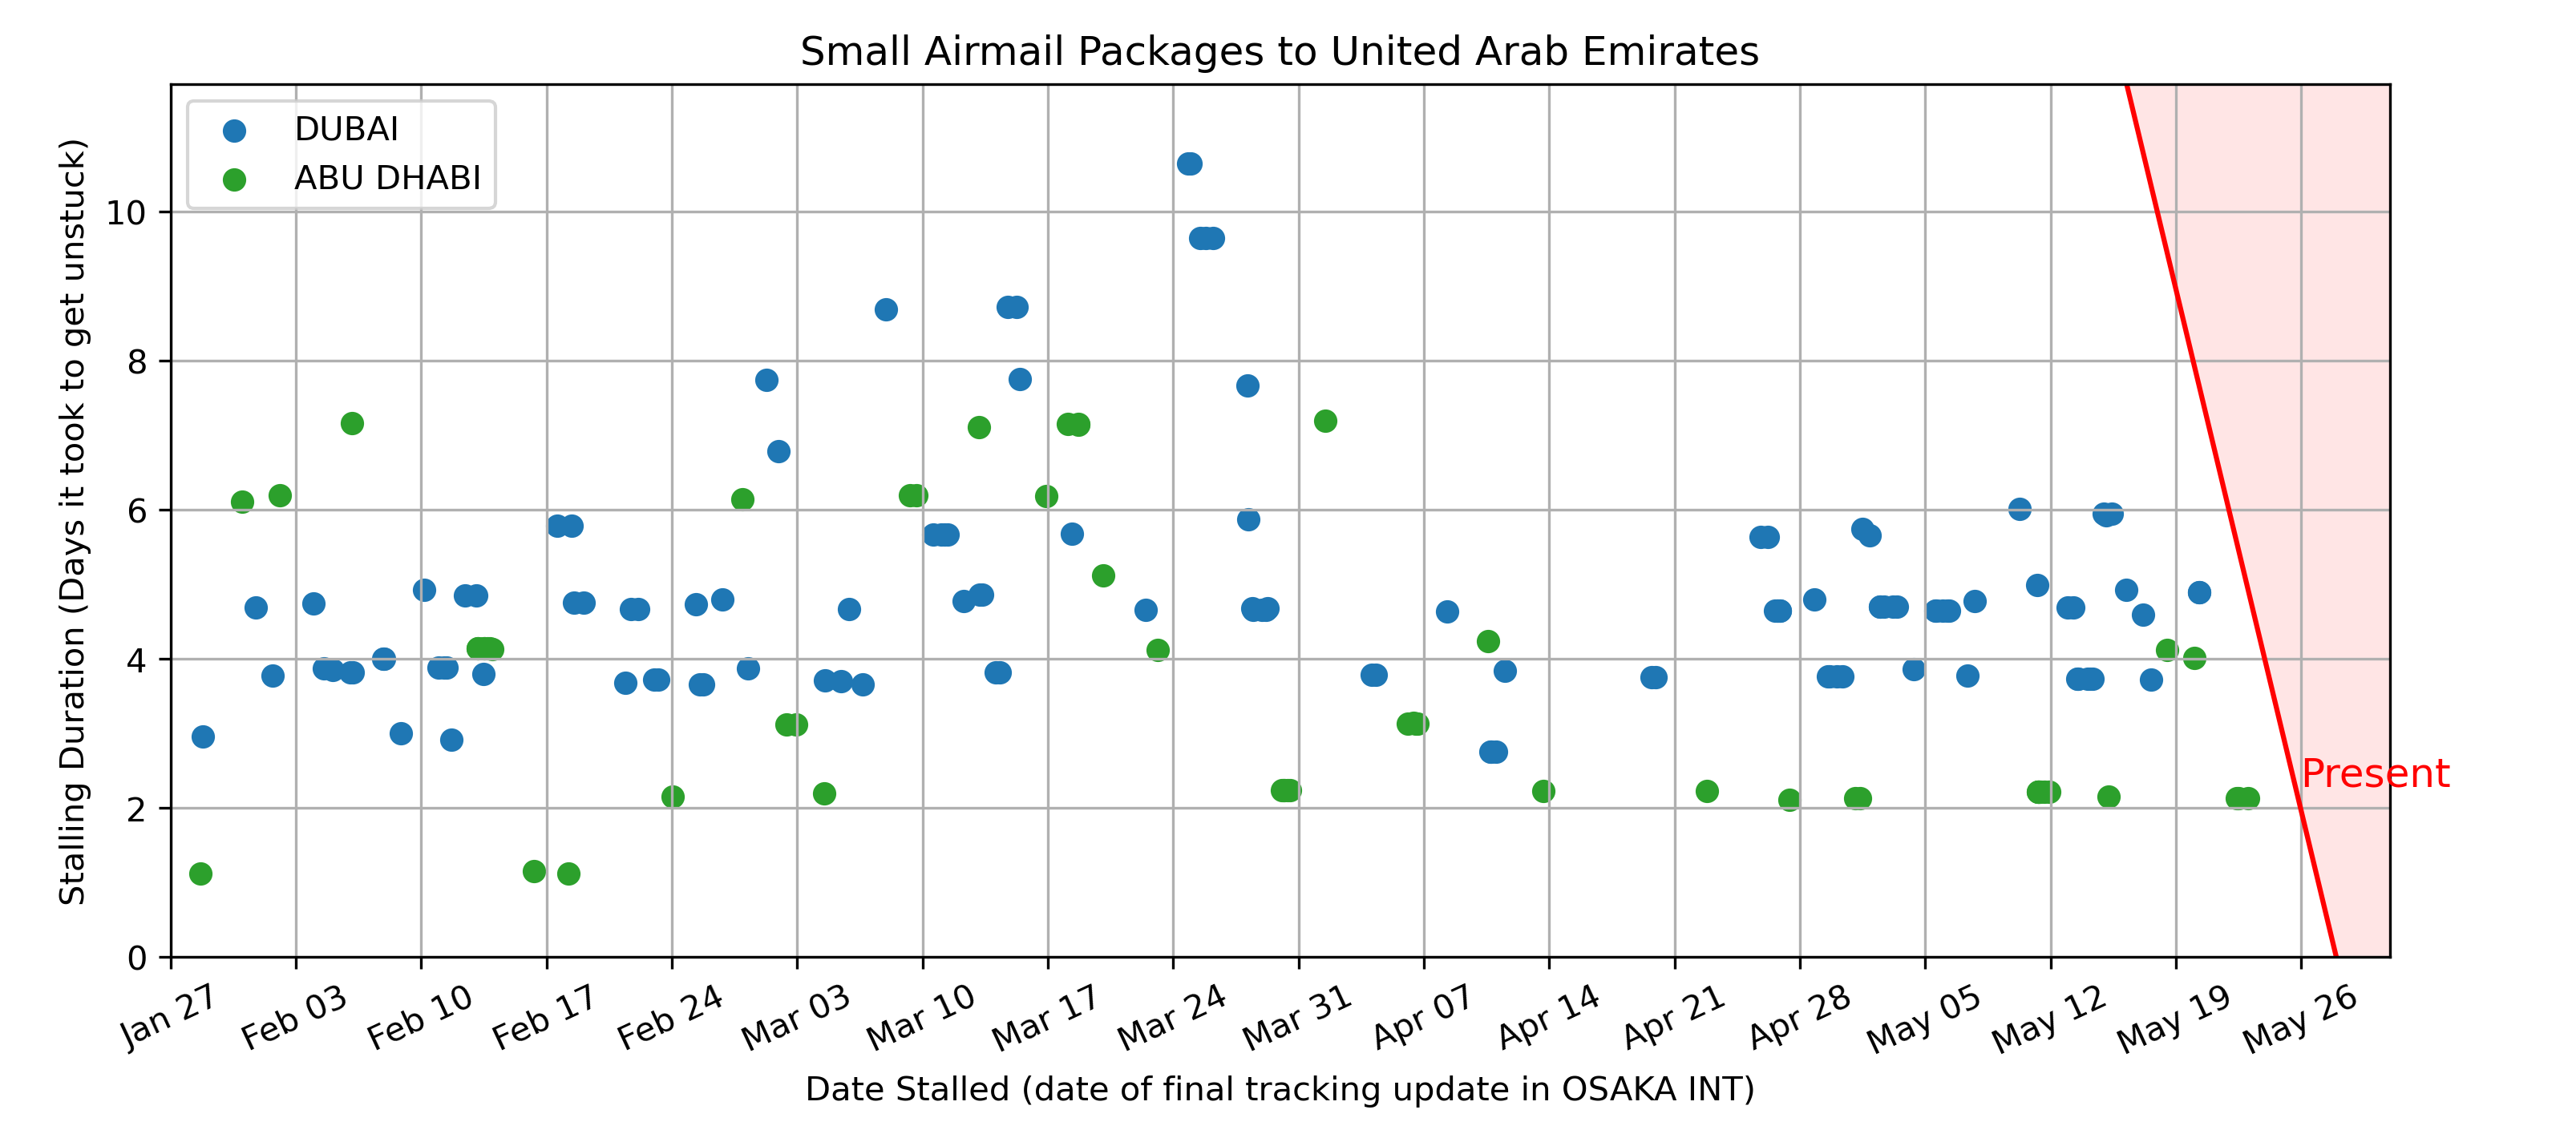 Small Airmail Packages to United Arab Emirates
DUBAI
ABU DHABI
Stalling Duration (Days it took to get unstuck)
10
8
6
4
2
0
Present
Jan 27
Feb 03
Feb 10
Feb 17
Feb 24
Mar 03
Mar 10
Mar 17
Mar 24
Mar 31
Apr 07
Apr 14
Apr 21
Apr 28
May 05
May 12
May 19
May 26
Date Stalled (date of final tracking update in OSAKA INT)